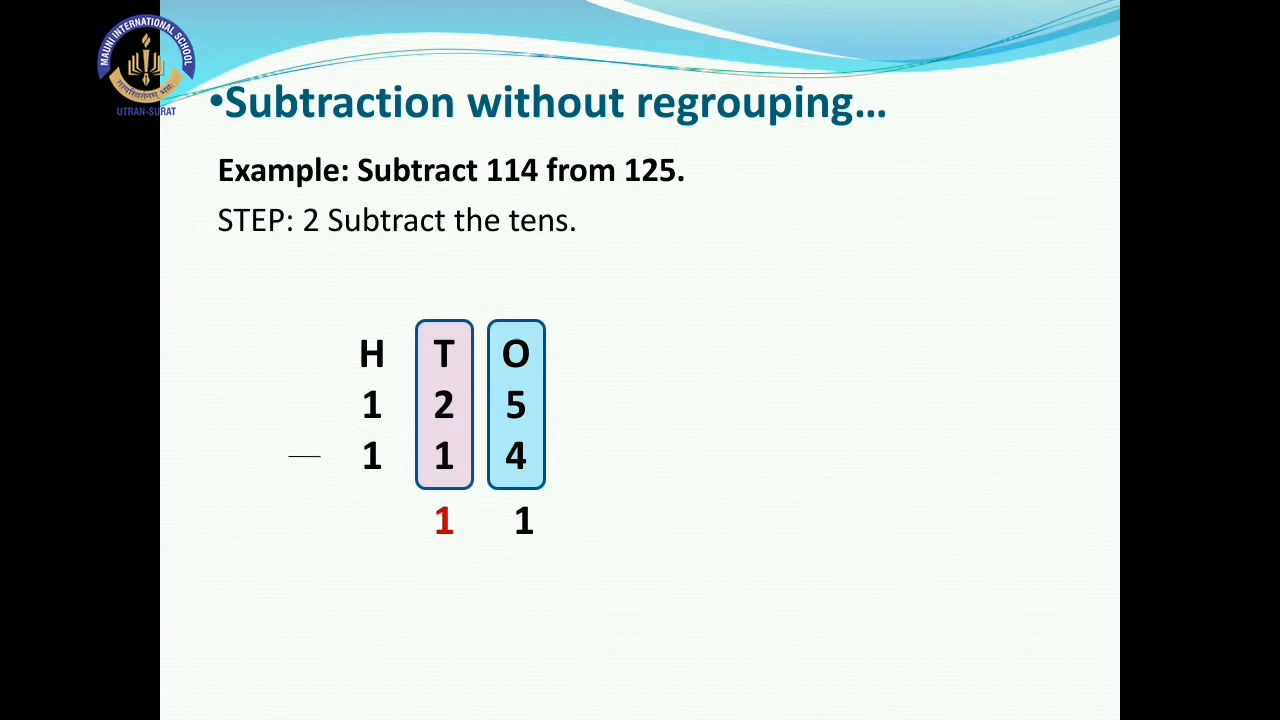 MAUNI INTERNATIONAL SCHOOL
UTRAN-SURAT
•Subtraction without regrouping...
Example: Subtract 114 from 125.
STEP: 2 Subtract the tens.
H T O
1 2 5
— 1 1 4
1 1